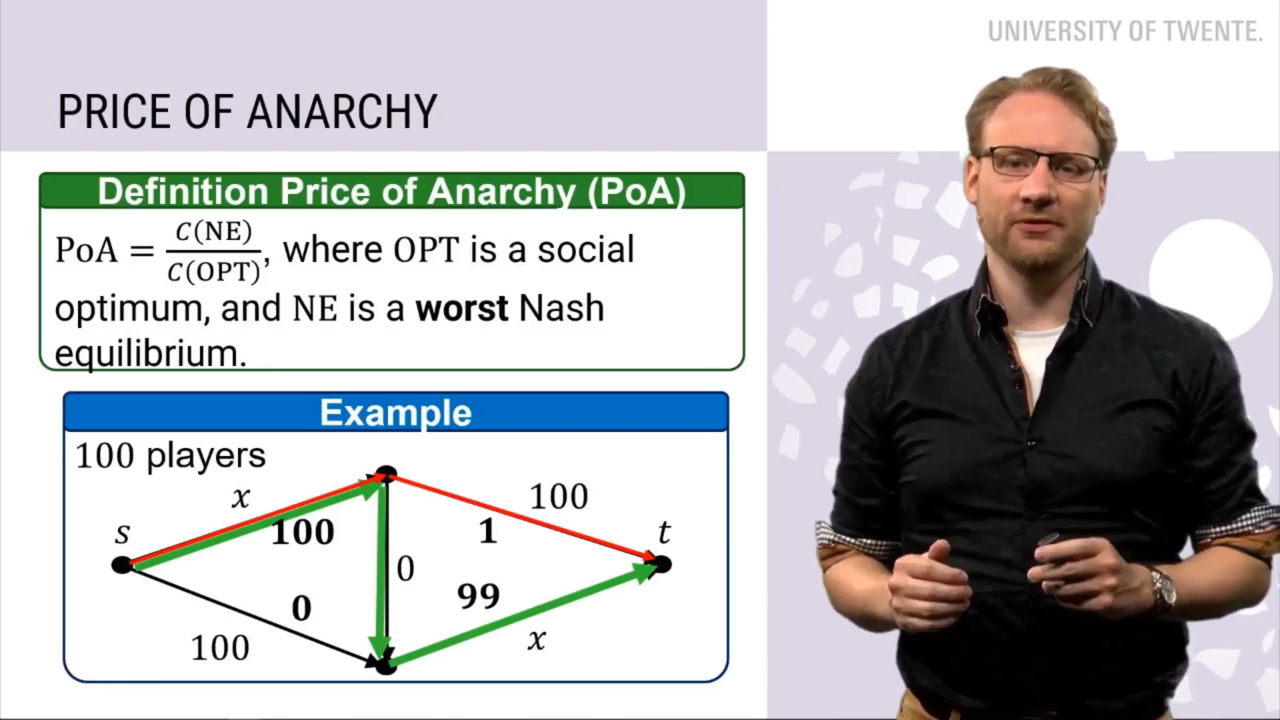 UNIVERSITY OF TWENTE.
PRICE OF ANARCHY
Definition Price of Anarchy (PoA)
PoA = C(NE)/C(OPT), where OPT is a social
optimum, and NE is a worst Nash
equilibrium.
Example
100 players
x
100
s
100
1
t
0
0
99
100
x